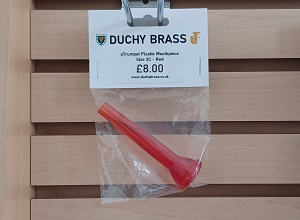 DUCHY BRASS
pTrumpet Plastic Mouthpiece
Size 3C - Red
£8.00
www.duchybrass.co.uk